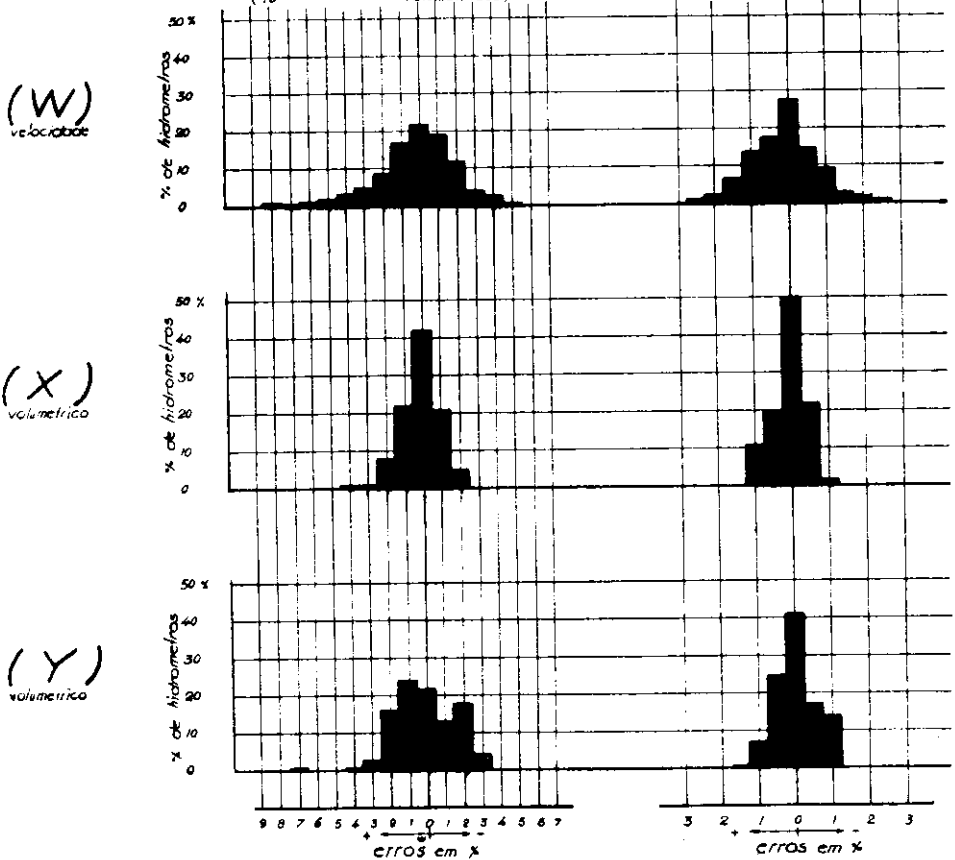 50 %
40
30
20
10
0
% de hidrometros
(W)
velocidade
50 %
40
30
20
10
0
% de hidrometros
(X)
volumetrico
50 %
40
30
20
10
0
% de hidrometros
(Y)
volumetrico
9 8 7 6 5 4 3 2 1 0 1 2 3 4 5 6 7
+ -
erros em %
3 2 1 0 1 2 3
+ -
erros em %